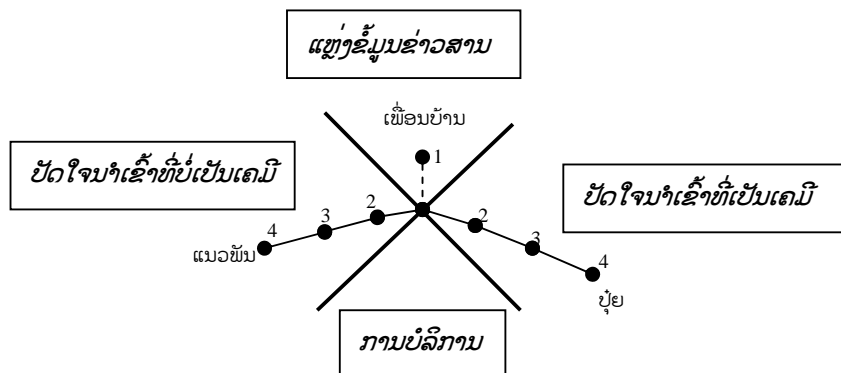 ແຫຼ່ງຂໍ້ມູນຂ່າວສານ
ເພື່ອນບ້ານ
1
ປັດໃຈນຳເຂົ້າທີ່ບໍ່ເປັນເຄມີ
ປັດໃຈນຳເຂົ້າທີ່ເປັນເຄມີ
2
3
4
ແນວພັນ
2
3
4
ປຸ໋ຍ
ການບໍລິການ